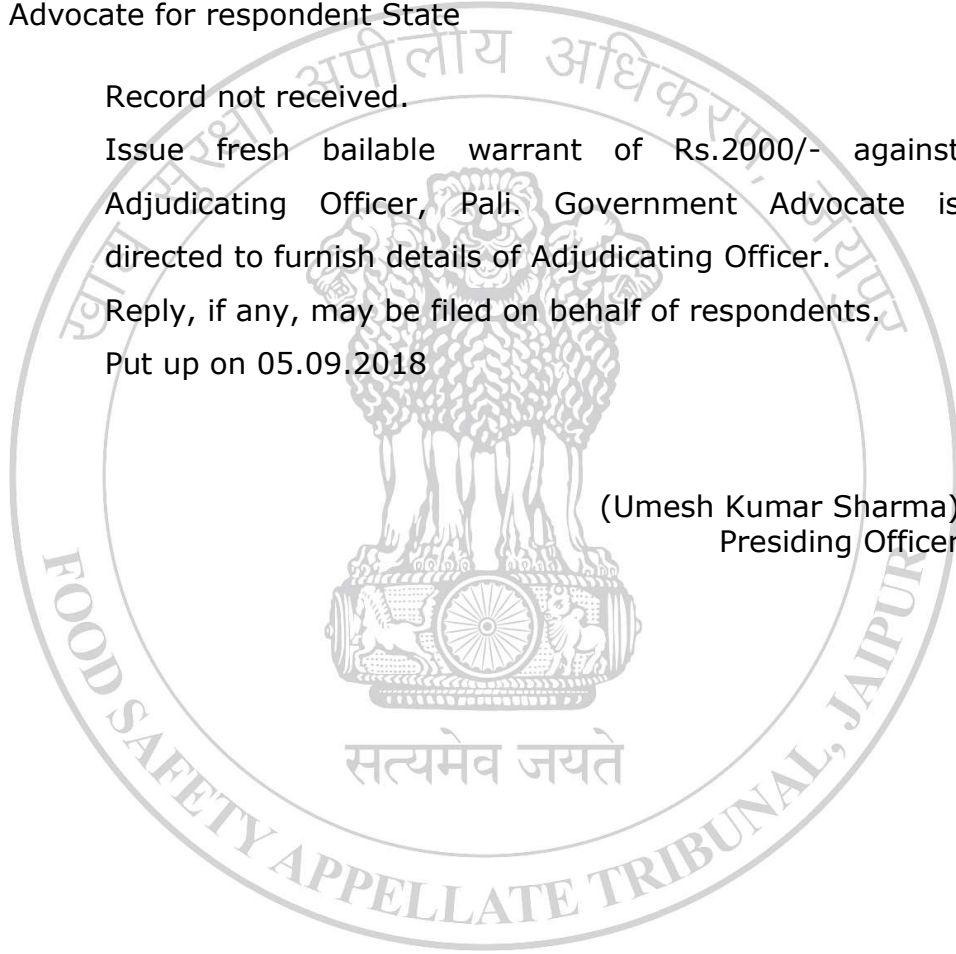 Advocate for respondent State
Record not received.
Issue fresh bailable warrant of Rs.2000/- against
Adjudicating Officer, Pali. Government Advocate is
directed to furnish details of Adjudicating Officer.
Reply, if any, may be filed on behalf of respondents.
Put up on 05.09.2018
(Umesh Kumar Sharma)
Presiding Officer
खाद्य सुरक्षा अपीलीय अधिकरण, जयपुर
सत्यमेव जयते
FOOD SAFETY APPELLATE TRIBUNAL, JAIPUR